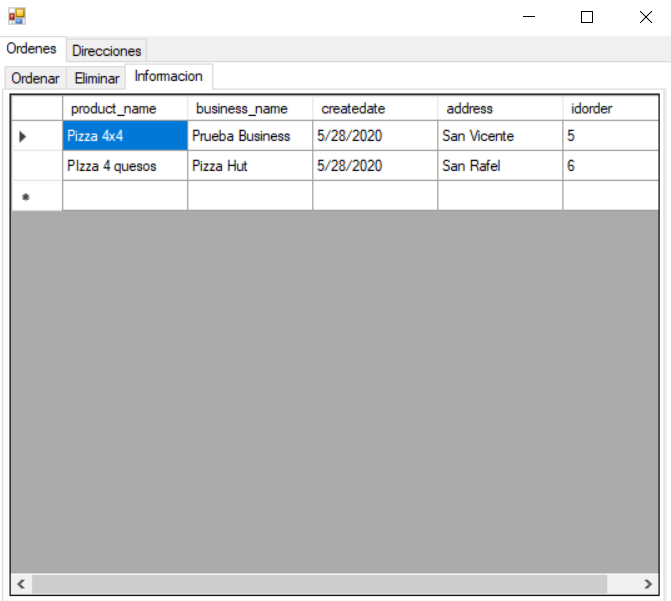 Ordenes Direcciones
Ordenar Eliminar Informacion
product_name business_name createdate address idorder
Pizza 4x4 Prueba Business 5/28/2020 San Vicente 5
PIzza 4 quesos Pizza Hut 5/28/2020 San Rafel 6